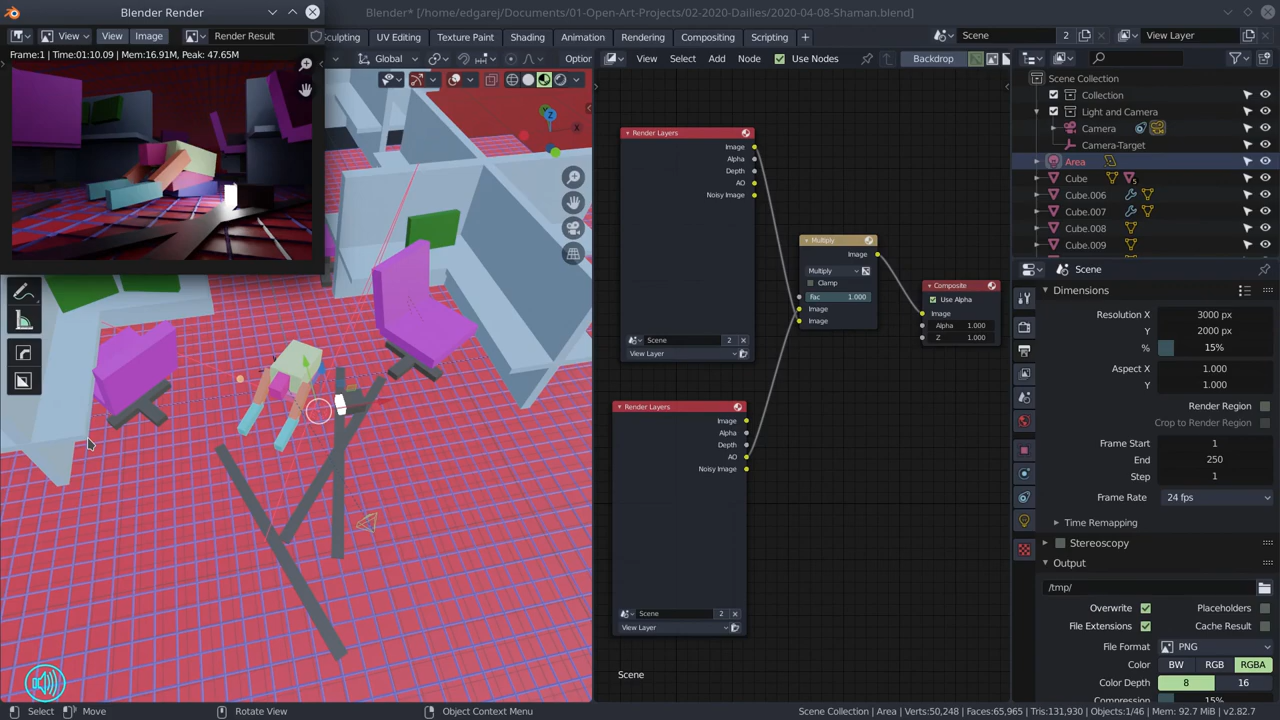 Blender Render
Blender* [/home/edgarej/Documents/01-Open-Art-Projects/02-2020-Dailies/2020-04-08-Shaman.blend]
View View Image Render Result
Sculpting UV Editing Texture Paint Shading Animation Rendering Compositing Scripting +
Scene 2 View Layer
Frame:1 | Time:01:10.09 | Mem:16.91M, Peak: 47.65M
Global Option
View Select Add Node Use Nodes Backdrop
Scene Collection
Collection
Light and Camera
Camera
Camera-Target
Area
Cube
Cube.006
Cube.007
Cube.008
Cube.009
Z
X
Render Layers
Image
Alpha
Depth
AO
Noisy Image
Scene 2
View Layer
Multiply
Image
Multiply
Clamp
Fac 1.000
Image
Image
Composite
Use Alpha
Image
Alpha 1.000
Z 1.000
Render Layers
Image
Alpha
Depth
AO
Noisy Image
Scene 2
View Layer
Scene
Scene
Dimensions
Resolution X 3000 px
Y 2000 px
% 15%
Aspect X 1.000
Y 1.000
Render Region
Crop to Render Region
Frame Start 1
End 250
Step 1
Frame Rate 24 fps
Time Remapping
Stereoscopy
Output
/tmp/
Overwrite Placeholders
File Extensions Cache Result
File Format PNG
Color BW RGB RGBA
Color Depth 8 16
Compression 15%
Select Move Rotate View Object Context Menu
Scene Collection | Area | Verts:50,248 | Faces:65,965 | Tris:131,930 | Objects:1/46 | Mem: 92.7 MiB | v2.82.7